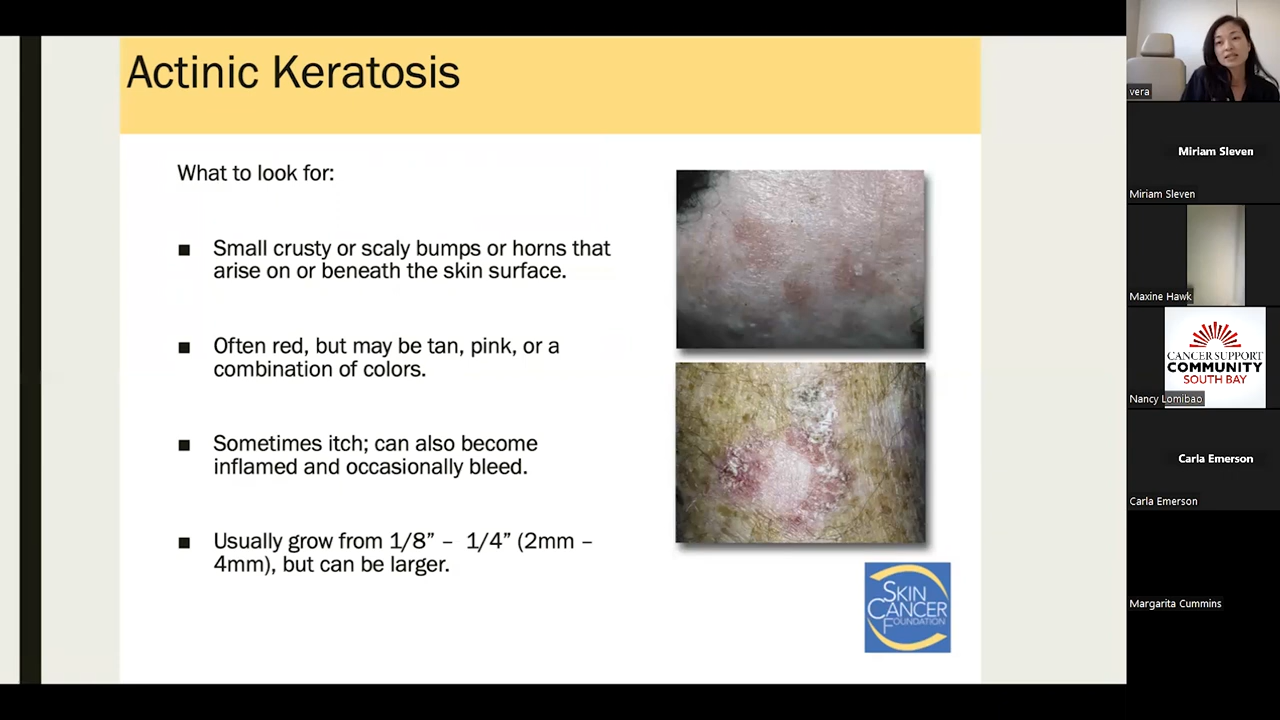 Actinic Keratosis
What to look for:
■ Small crusty or scaly bumps or horns that
arise on or beneath the skin surface.
■ Often red, but may be tan, pink, or a
combination of colors.
■ Sometimes itch; can also become
inflamed and occasionally bleed.
■ Usually grow from 1/8” – 1/4” (2mm –
4mm), but can be larger.
SKIN
CANCER
FOUNDATION
vera
Miriam Sleven
Miriam Sleven
Maxine Hawk
CANCER SUPPORT
COMMUNITY
SOUTH BAY
Nancy Lomibao
Carla Emerson
Carla Emerson
Margarita Cummins